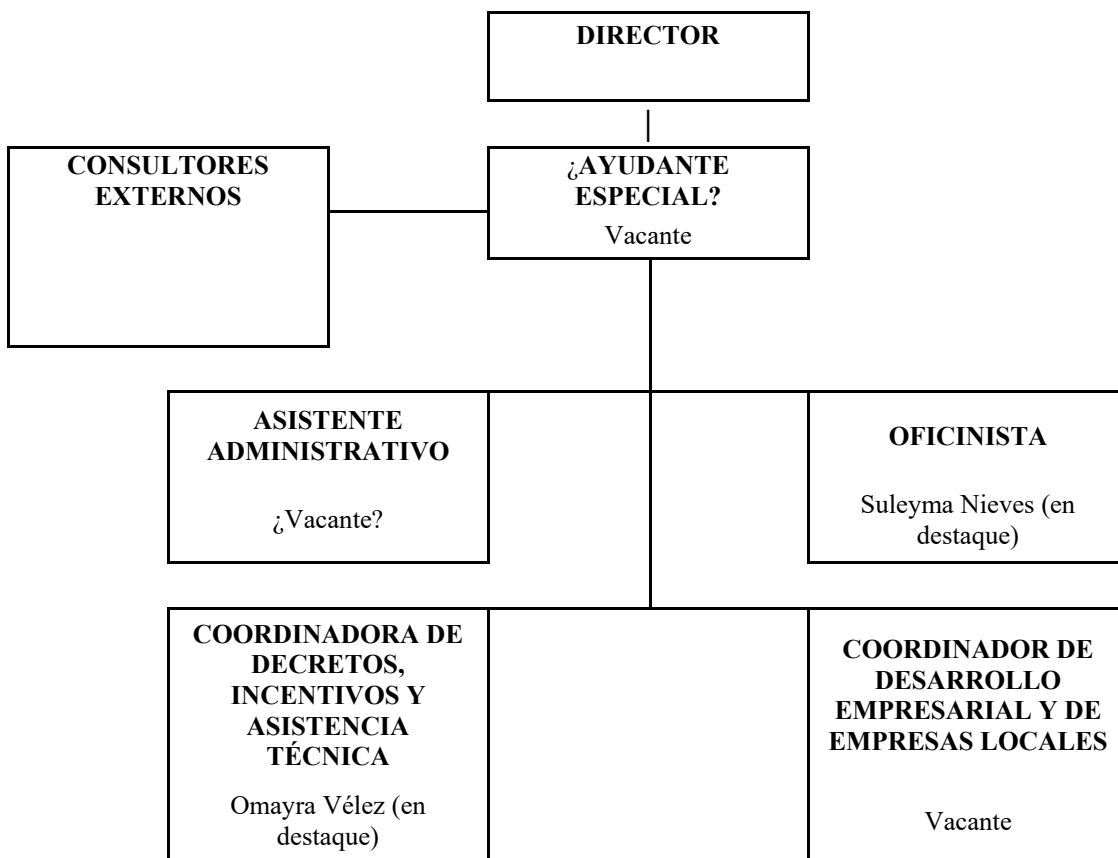 DIRECTOR
CONSULTORES
EXTERNOS
¿AYUDANTE
ESPECIAL?
Vacante
ASISTENTE
ADMINISTRATIVO
¿Vacante?
OFICINISTA
Suleyma Nieves (en
destaque)
COORDINADORA DE
DECRETOS,
INCENTIVOS Y
ASISTENCIA
TÉCNICA
Omayra Vélez (en
destaque)
COORDINADOR DE
DESARROLLO
EMPRESARIAL Y DE
EMPRESAS LOCALES
Vacante